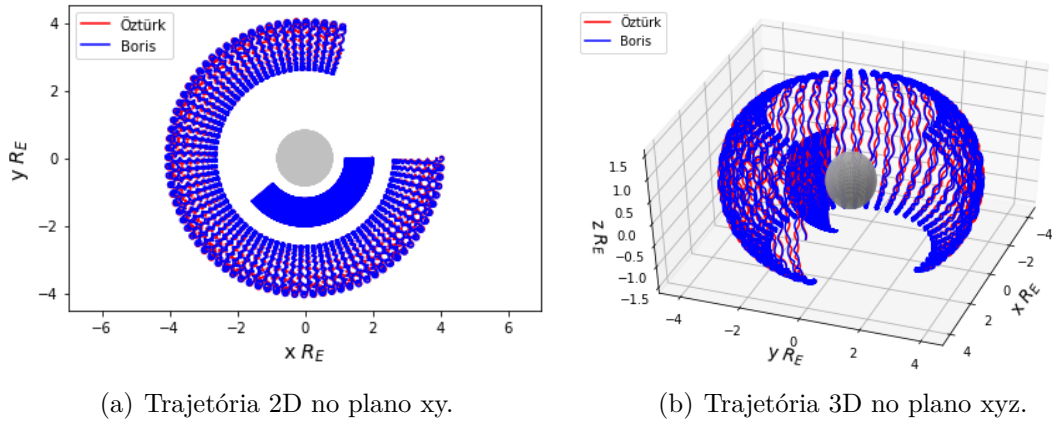 Öztürk
Boris
4
2
0
−2
−4
y R_E
−6 −4 −2 0 2 4 6
x R_E
(a) Trajetória 2D no plano xy.
Öztürk
Boris
1.5
1.0
0.5
0.0
−0.5
−1.0
−1.5
z R_E
−4 −2 0 2 4
y R_E
−4
−2
0
2
4
x R_E
(b) Trajetória 3D no plano xyz.